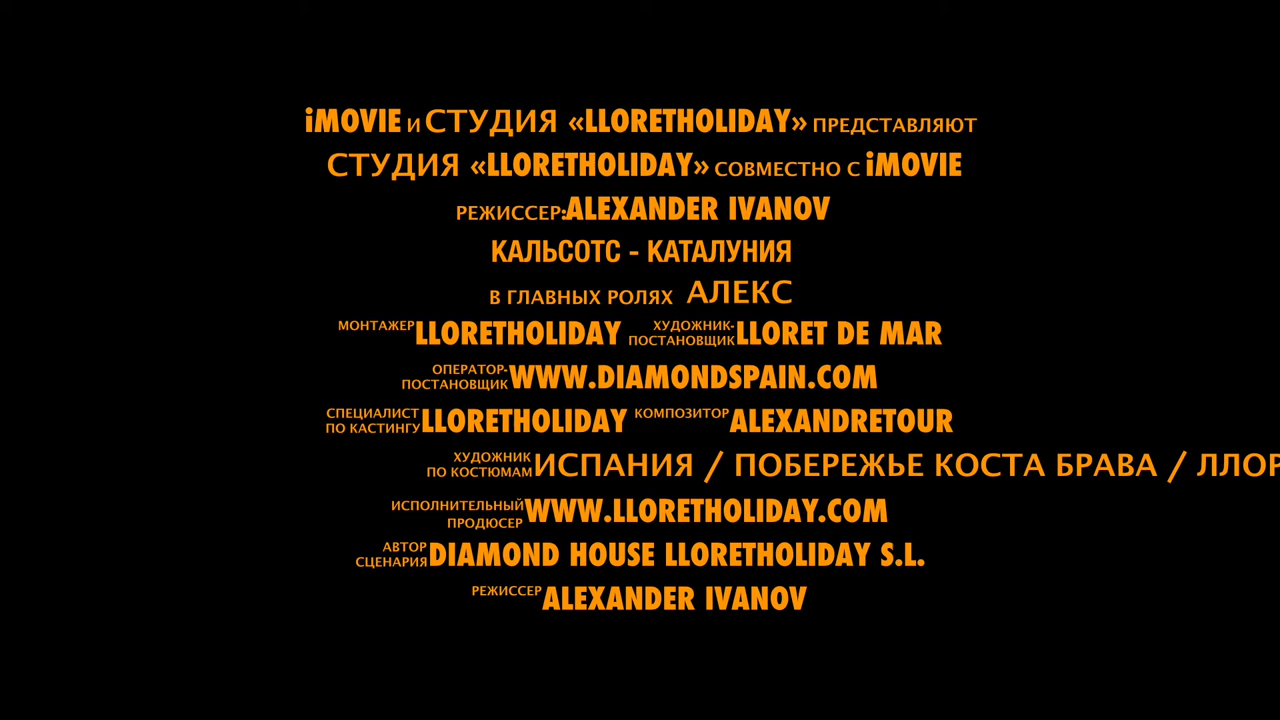 iMOVIE И СТУДИЯ «LLORETHOLIDAY» ПРЕДСТАВЛЯЮТ
СТУДИЯ «LLORETHOLIDAY» СОВМЕСТНО С iMOVIE
РЕЖИССЕР:ALEXANDER IVANOV
КАЛЬСОТС - КАТАЛУНИЯ
В ГЛАВНЫХ РОЛЯХ АЛЕКС
МОНТАЖЕР LLORETHOLIDAY ХУДОЖНИК-ПОСТАНОВЩИК LLORET DE MAR
ОПЕРАТОР-ПОСТАНОВЩИК WWW.DIAMONDSPAIN.COM
СПЕЦИАЛИСТ ПО КАСТИНГУ LLORETHOLIDAY КОМПОЗИТОР ALEXANDRETOUR
ХУДОЖНИК ПО КОСТЮМАМ ИСПАНИЯ / ПОБЕРЕЖЬЕ КОСТА БРАВА / ЛЛОР
ИСПОЛНИТЕЛЬНЫЙ ПРОДЮСЕР WWW.LLORETHOLIDAY.COM
АВТОР СЦЕНАРИЯ DIAMOND HOUSE LLORETHOLIDAY S.L.
РЕЖИССЕР ALEXANDER IVANOV